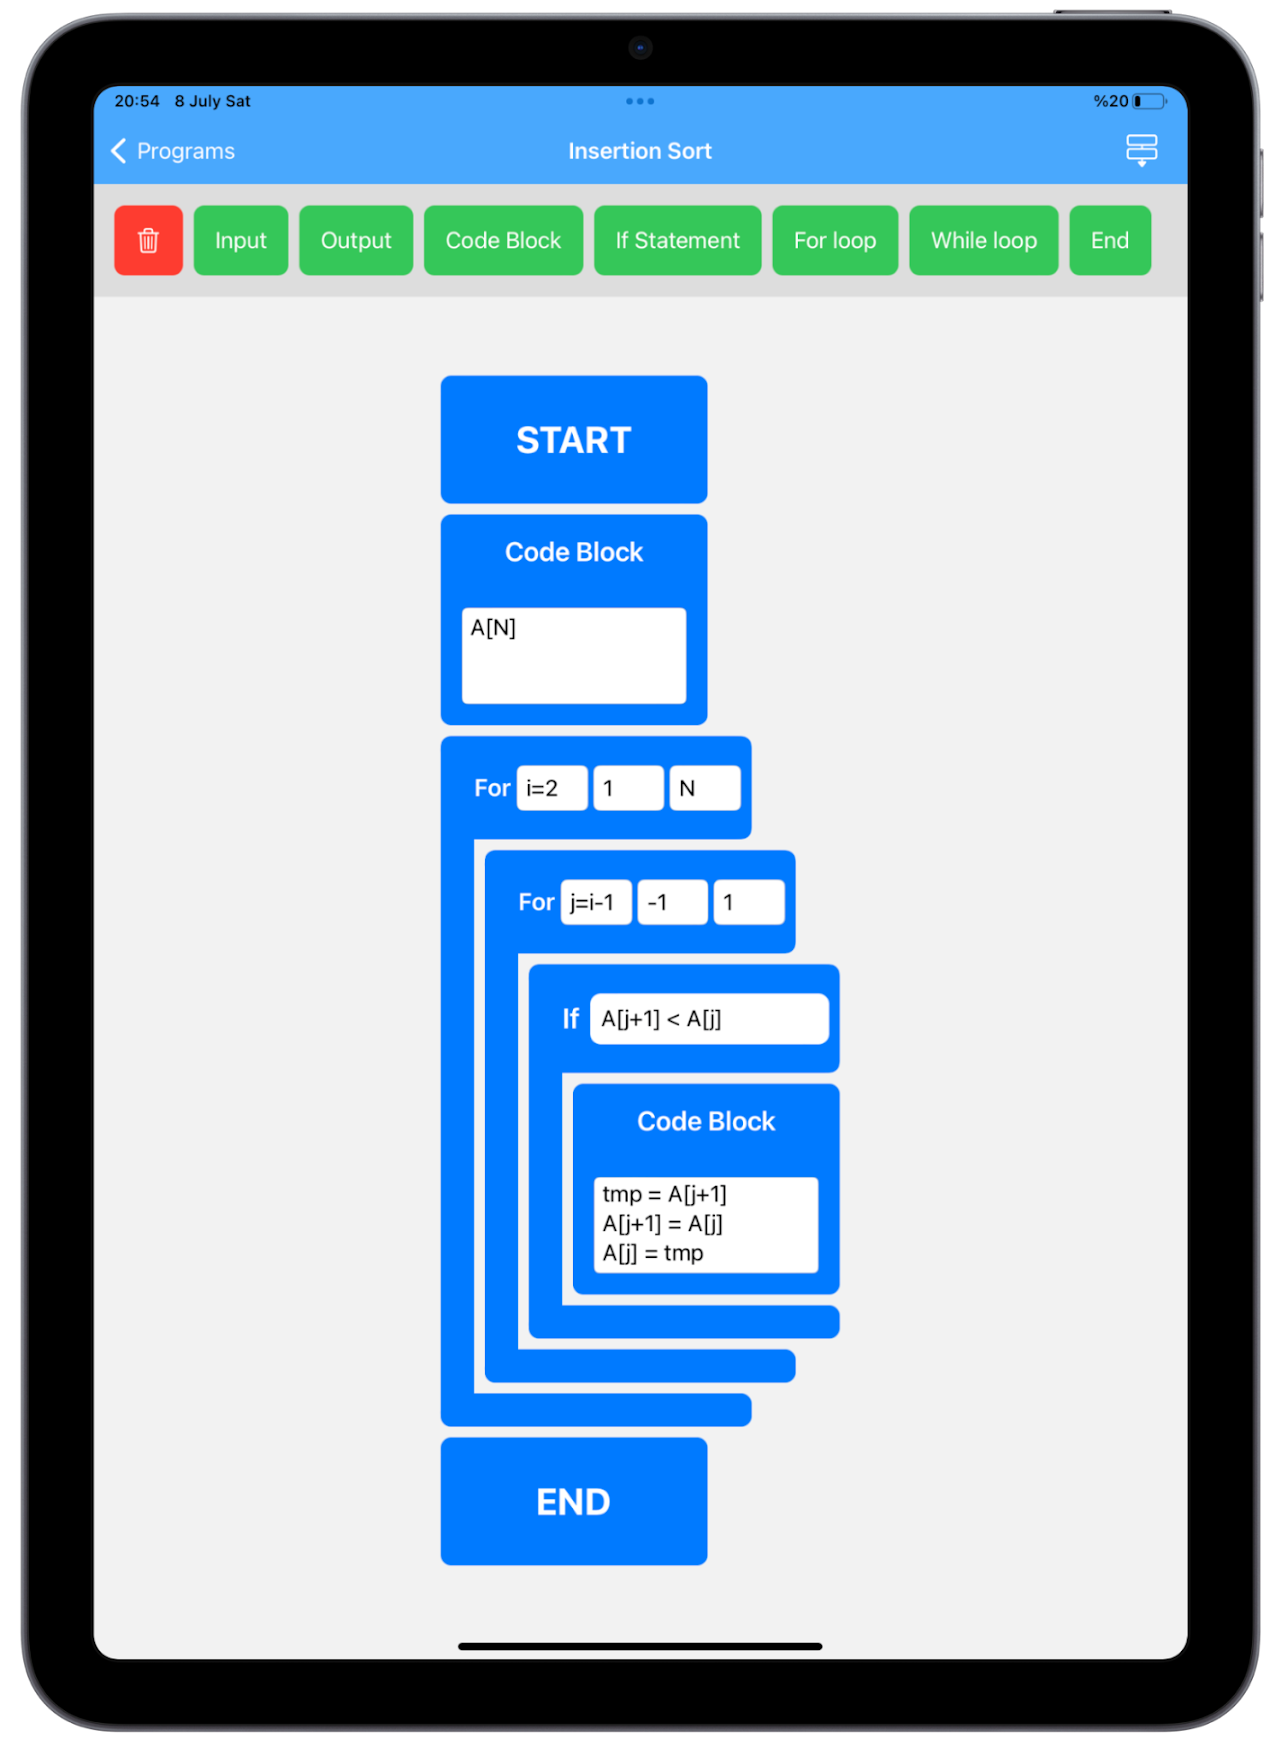 20:54 8 July Sat
%20
Programs
Insertion Sort
Input Output Code Block If Statement For loop While loop End
START
Code Block
A[N]
For i=2 1 N
For j=i-1 -1 1
If A[j+1] < A[j]
Code Block
tmp = A[j+1]
A[j+1] = A[j]
A[j] = tmp
END